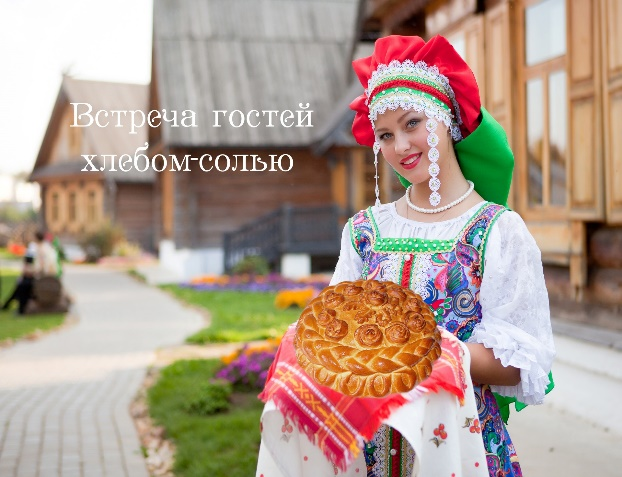 Встреча гостей
хлебом-солью